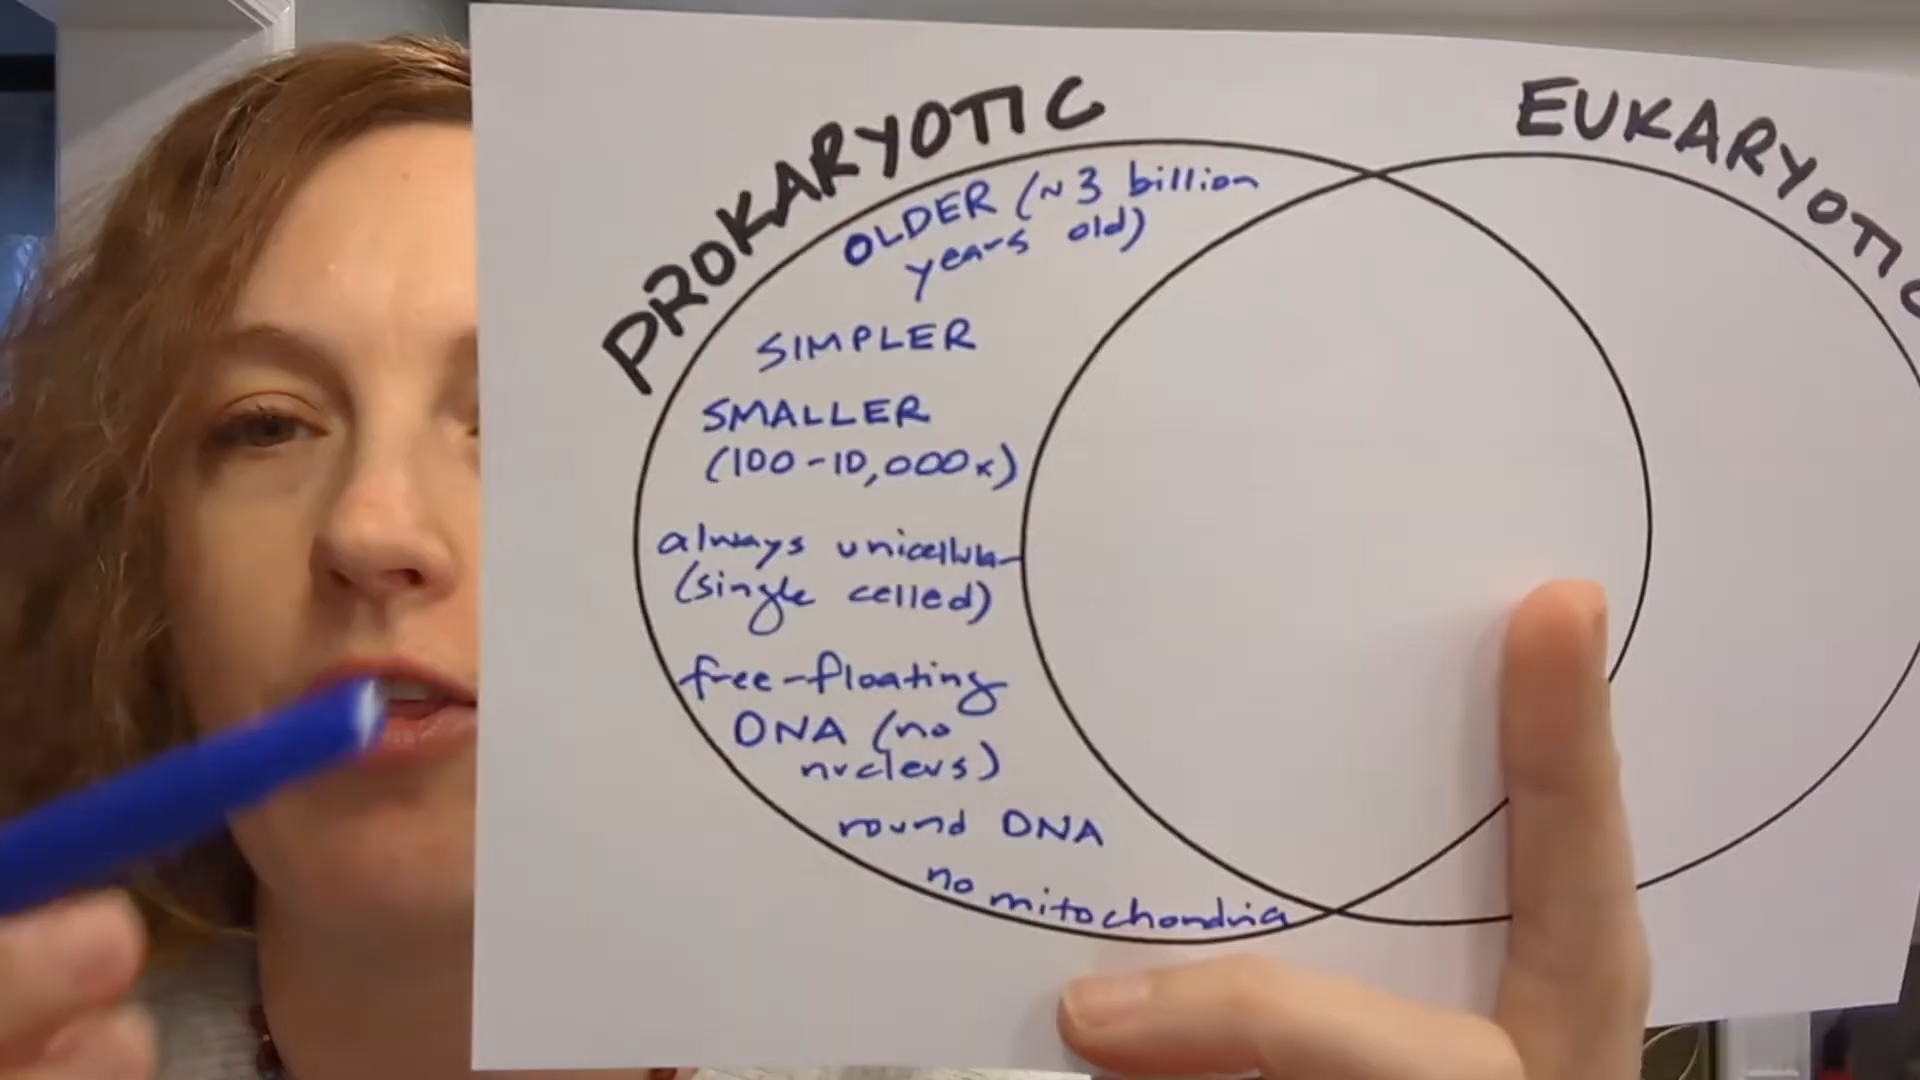 PROKARYOTIC
EUKARYOTIC
OLDER (~3 billion
years old)
SIMPLER
SMALLER
(100-10,000x)
always unicellular
(single celled)
free-floating
DNA (no
nucleus)
round DNA
no mitochondria